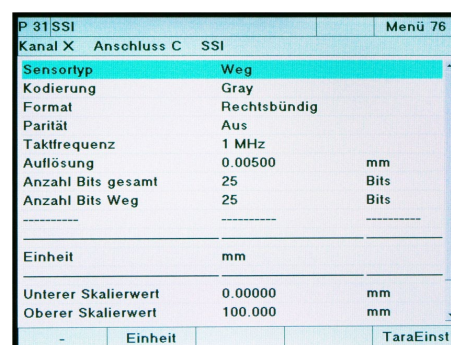 P 31 SSI Menü 76
Kanal X Anschluss C SSI
Sensortyp Weg
Kodierung Gray
Format Rechtsbündig
Parität Aus
Taktfrequenz 1 MHz
Auflösung 0.00500 mm
Anzahl Bits gesamt 25 Bits
Anzahl Bits Weg 25 Bits
---------- ---------- ----------
Einheit mm
Unterer Skalierwert 0.00000 mm
Oberer Skalierwert 100.000 mm
- Einheit TaraEinst